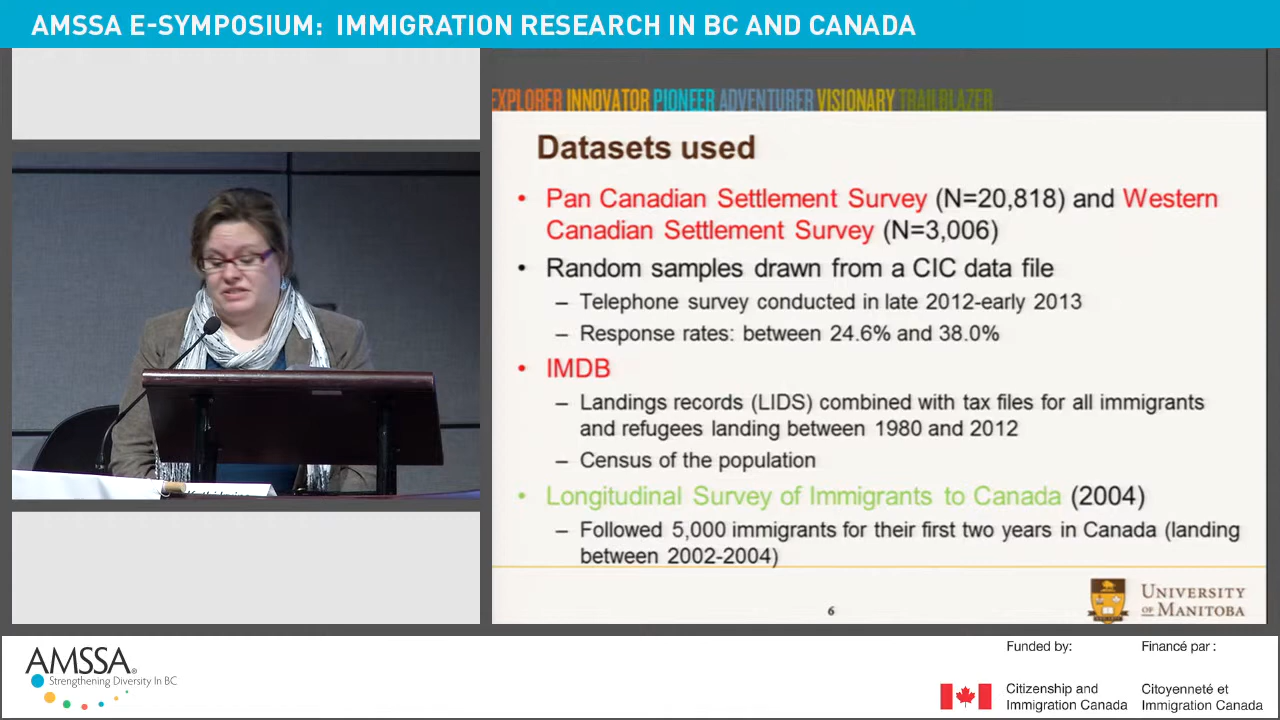 AMSSA E-SYMPOSIUM: IMMIGRATION RESEARCH IN BC AND CANADA
EXPLORER INNOVATOR PIONEER ADVENTURER VISIONARY TRAILBLAZER
Datasets used
• Pan Canadian Settlement Survey (N=20,818) and Western
Canadian Settlement Survey (N=3,006)
• Random samples drawn from a CIC data file
– Telephone survey conducted in late 2012-early 2013
– Response rates: between 24.6% and 38.0%
• IMDB
– Landings records (LIDS) combined with tax files for all immigrants
and refugees landing between 1980 and 2012
– Census of the population
• Longitudinal Survey of Immigrants to Canada (2004)
– Followed 5,000 immigrants for their first two years in Canada (landing
between 2002-2004)
6
UNIVERSITY
OF MANITOBA
AMSSA®
Strengthening Diversity In BC
Funded by:
Citizenship and
Immigration Canada
Financé par :
Citoyenneté et
Immigration Canada